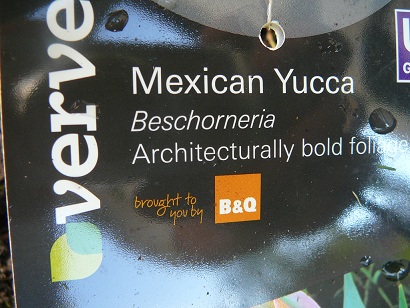 verve
Mexican Yucca
Beschorneria
Architecturally bold foliage
brought to
you by
B&Q